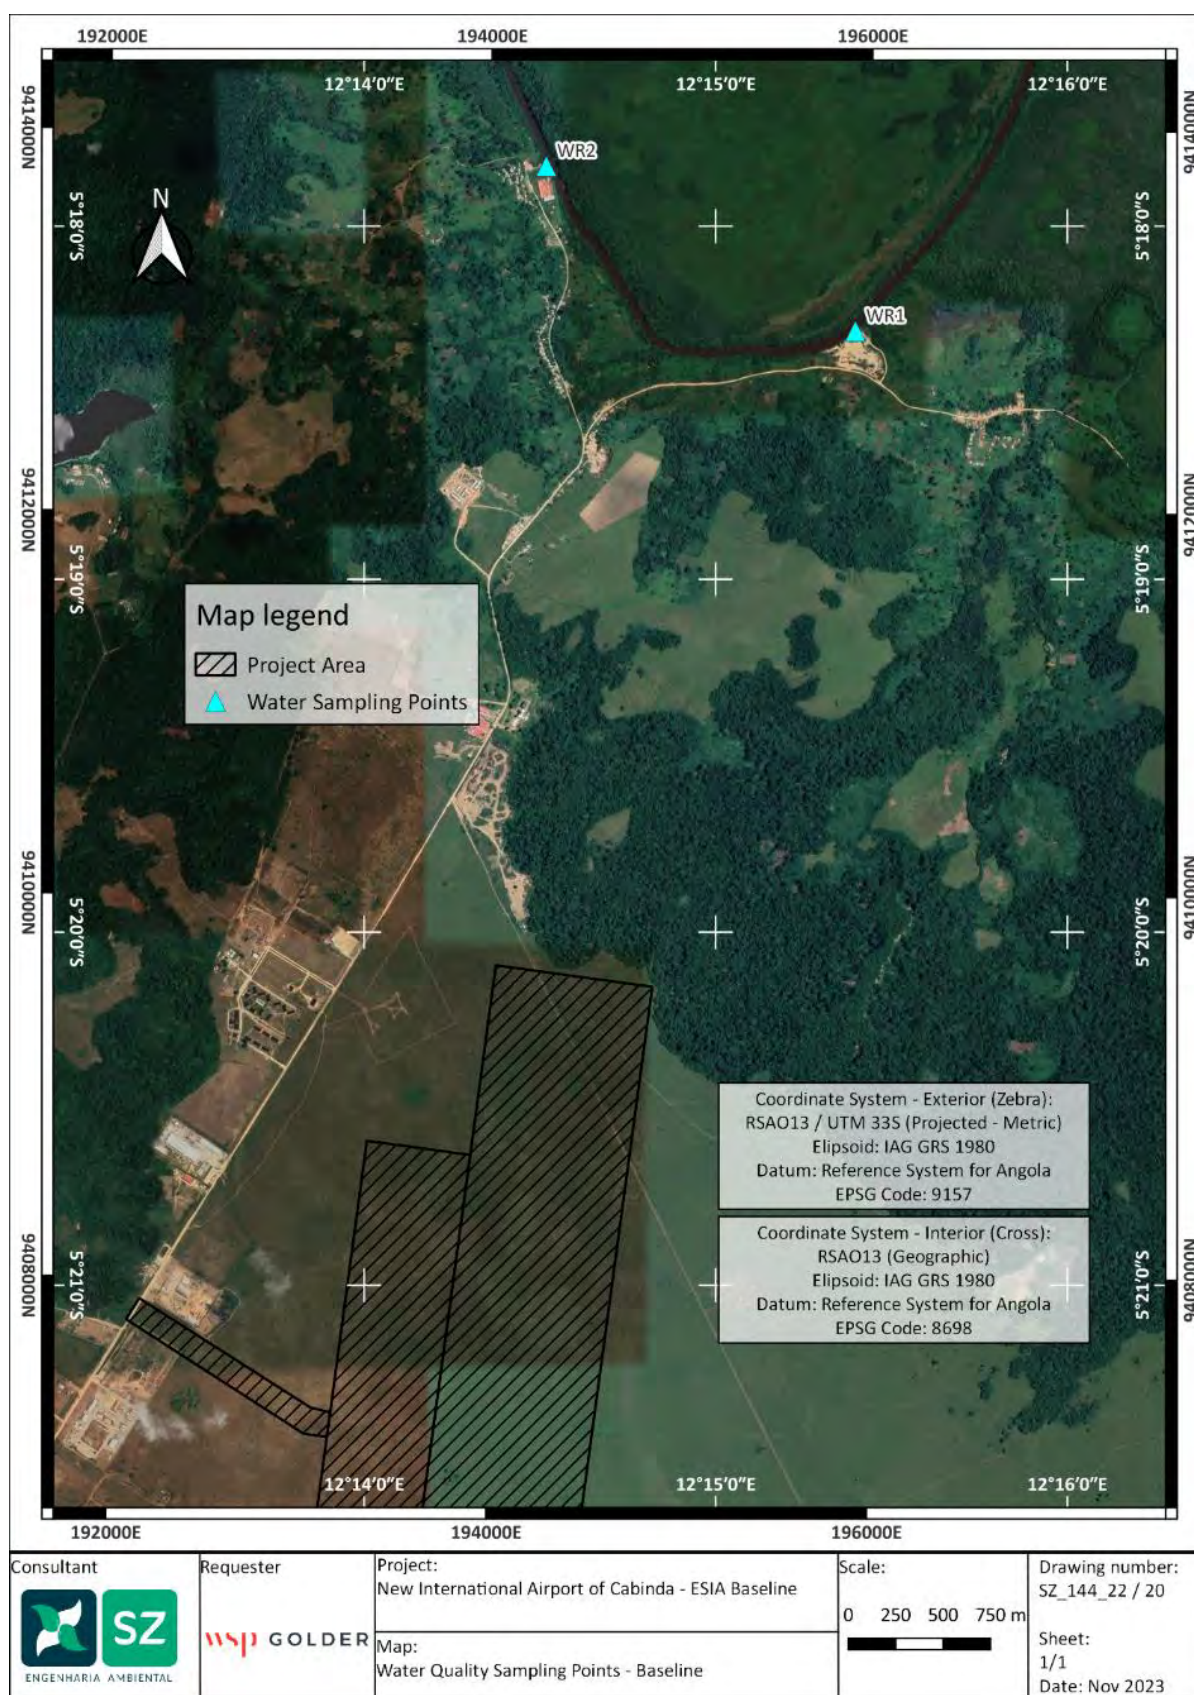 192000E
194000E
196000E
12°14'0"E
12°15'0"E
12°16'0"E
9414000N
9414000N
WR2
N
5°18'0"S
5°18'0"S
WR1
9412000N
9412000N
5°19'0"S
5°19'0"S
Map legend
Project Area
Water Sampling Points
9410000N
9410000N
5°20'0"S
5°20'0"S
Coordinate System - Exterior (Zebra):
RSAO13 / UTM 33S (Projected - Metric)
Elipsoid: IAG GRS 1980
Datum: Reference System for Angola
EPSG Code: 9157
Coordinate System - Interior (Cross):
RSAO13 (Geographic)
Elipsoid: IAG GRS 1980
Datum: Reference System for Angola
EPSG Code: 8698
9408000N
9408000N
5°21'0"S
5°21'0"S
12°14'0"E
12°15'0"E
12°16'0"E
192000E
194000E
196000E
Consultant
SZ
ENGENHARIA AMBIENTAL
Requester
wsp GOLDER
Project:
New International Airport of Cabinda - ESIA Baseline
Map:
Water Quality Sampling Points - Baseline
Scale:
0 250 500 750 m
Drawing number:
SZ_144_22 / 20
Sheet:
1/1
Date: Nov 2023